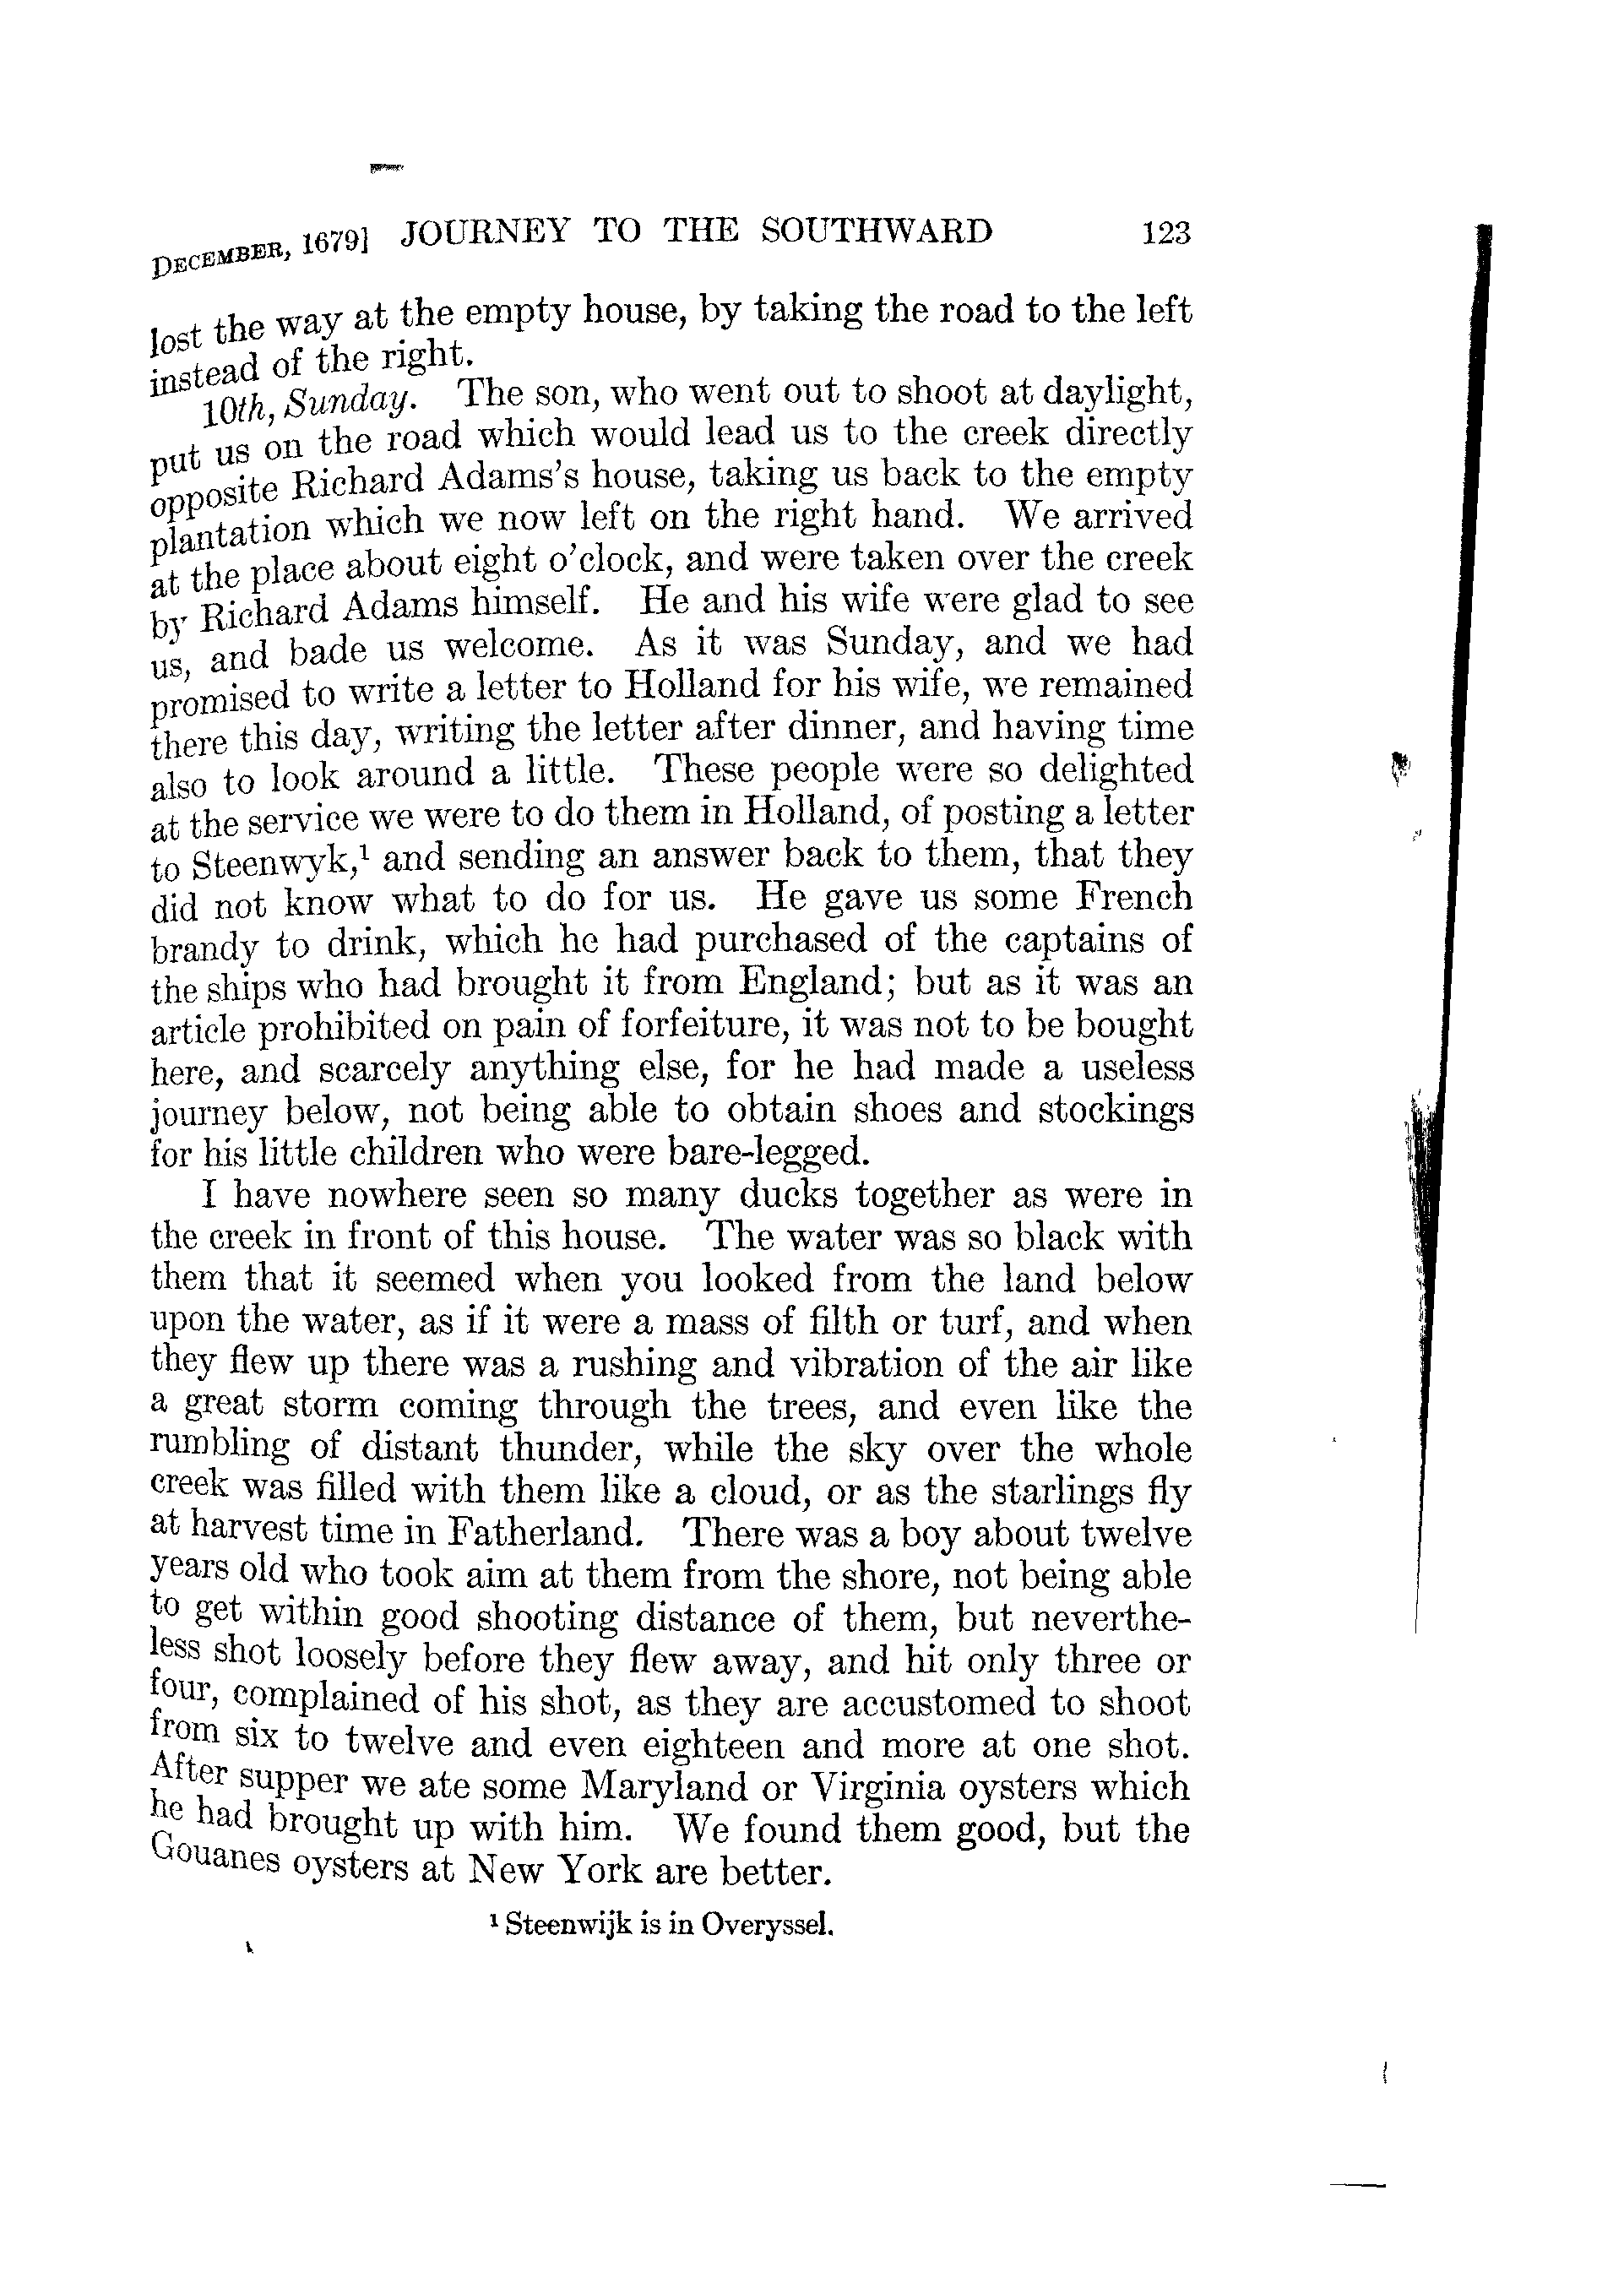 DECEMBER, 1679] JOURNEY TO THE SOUTHWARD 123
lost the way at the empty house, by taking the road to the left
instead of the right.
10th, Sunday. The son, who went out to shoot at daylight,
put us on the road which would lead us to the creek directly
opposite Richard Adams's house, taking us back to the empty
plantation which we now left on the right hand. We arrived
at the place about eight o'clock, and were taken over the creek
by Richard Adams himself. He and his wife were glad to see
us, and bade us welcome. As it was Sunday, and we had
promised to write a letter to Holland for his wife, we remained
there this day, writing the letter after dinner, and having time
also to look around a little. These people were so delighted
at the service we were to do them in Holland, of posting a letter
to Steenwyk,¹ and sending an answer back to them, that they
did not know what to do for us. He gave us some French
brandy to drink, which he had purchased of the captains of
the ships who had brought it from England; but as it was an
article prohibited on pain of forfeiture, it was not to be bought
here, and scarcely anything else, for he had made a useless
journey below, not being able to obtain shoes and stockings
for his little children who were bare-legged.
I have nowhere seen so many ducks together as were in
the creek in front of this house. The water was so black with
them that it seemed when you looked from the land below
upon the water, as if it were a mass of filth or turf, and when
they flew up there was a rushing and vibration of the air like
a great storm coming through the trees, and even like the
rumbling of distant thunder, while the sky over the whole
creek was filled with them like a cloud, or as the starlings fly
at harvest time in Fatherland. There was a boy about twelve
years old who took aim at them from the shore, not being able
to get within good shooting distance of them, but neverthe-
less shot loosely before they flew away, and hit only three or
four, complained of his shot, as they are accustomed to shoot
from six to twelve and even eighteen and more at one shot.
After supper we ate some Maryland or Virginia oysters which
he had brought up with him. We found them good, but the
Gouanes oysters at New York are better.
¹ Steenwijk is in Overyssel.